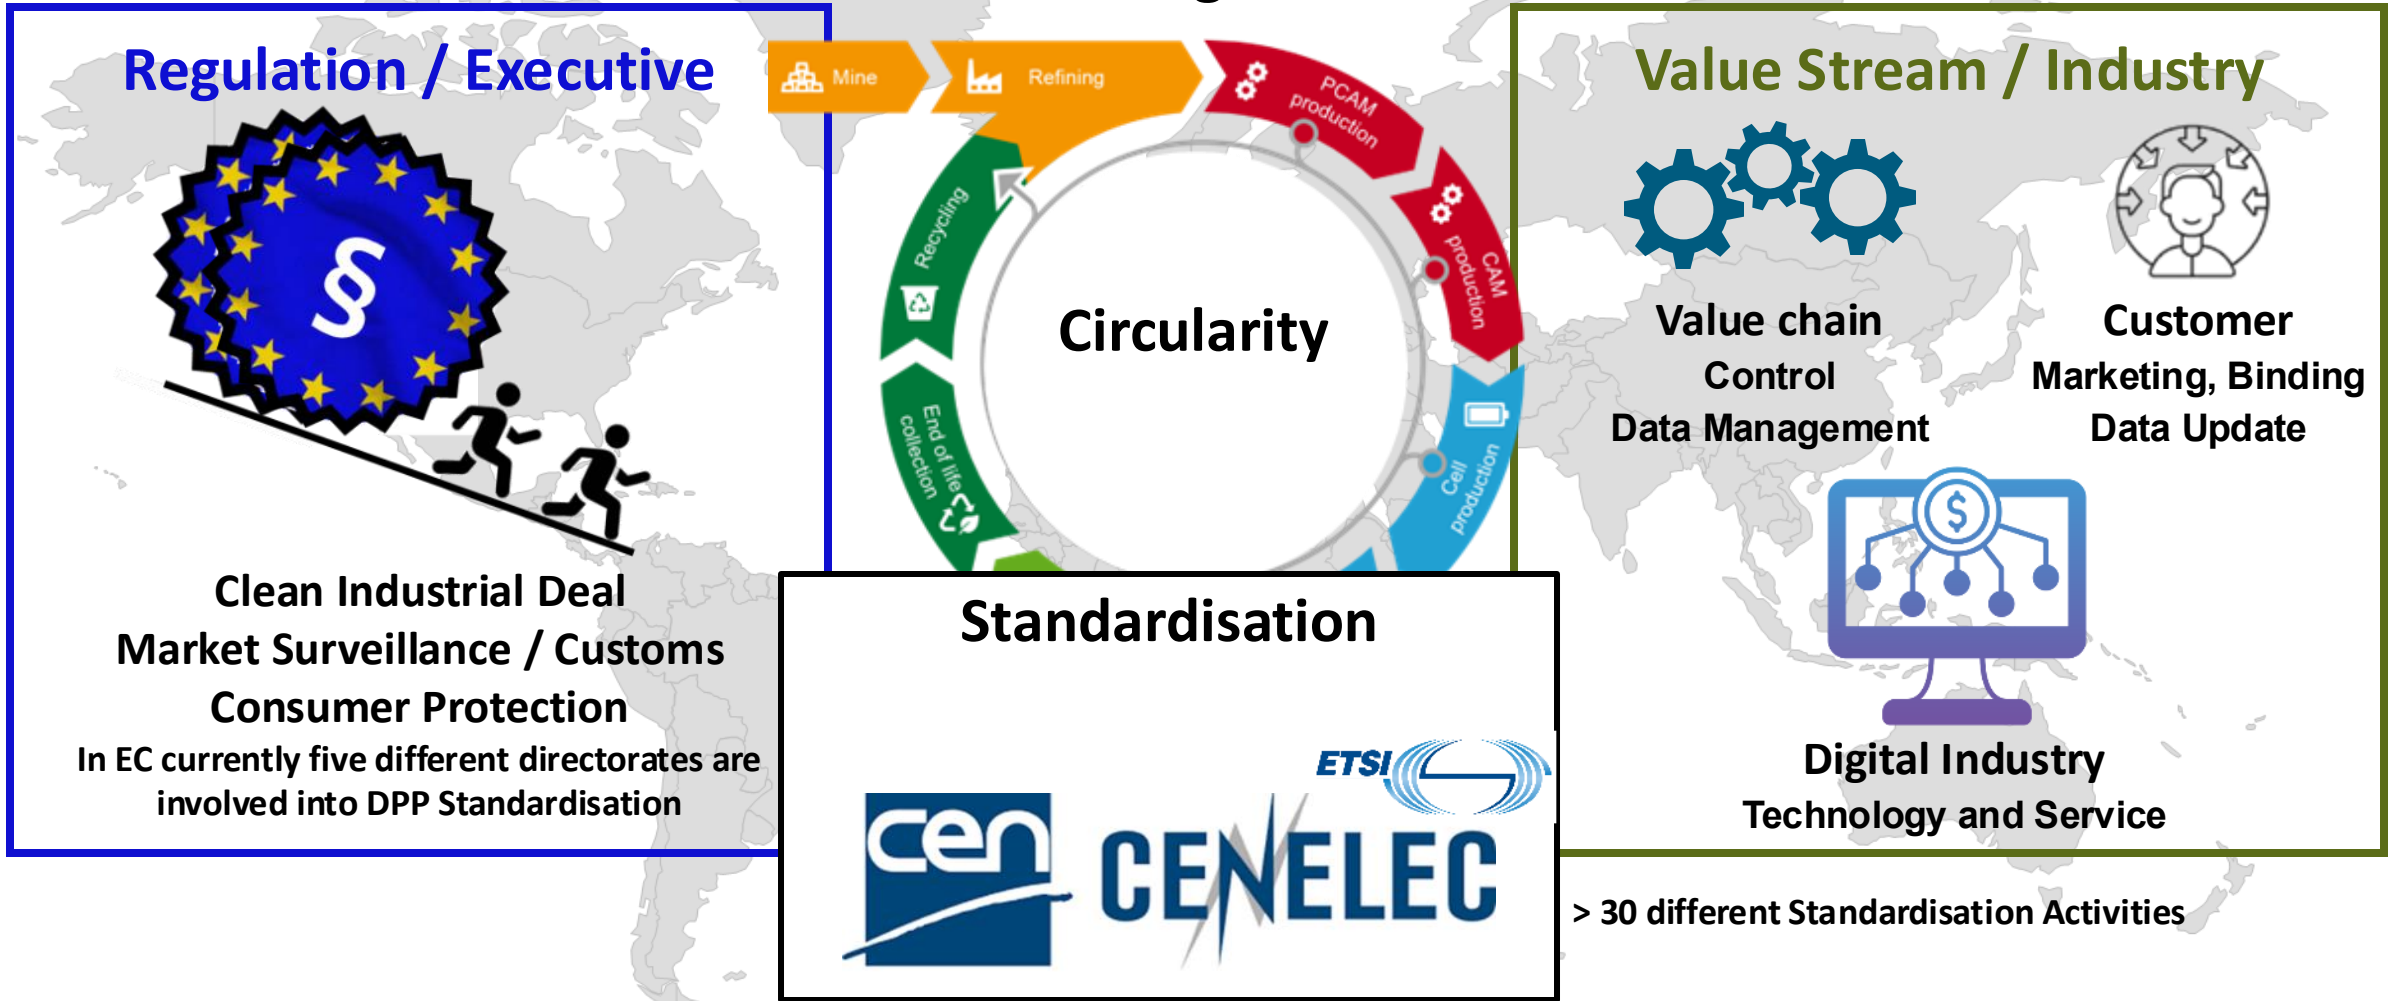 Regulation / Executive
§
Clean Industrial Deal
Market Surveillance / Customs
Consumer Protection
In EC currently five different directorates are
involved into DPP Standardisation
Mine
Refining
PCAM
production
CAM
production
Cell
production
End of life
collection
Recycling
Circularity
Standardisation
ETSI
cen
CENELEC
Value Stream / Industry
Value chain
Control
Data Management
Customer
Marketing, Binding
Data Update
$
Digital Industry
Technology and Service
> 30 different Standardisation Activities